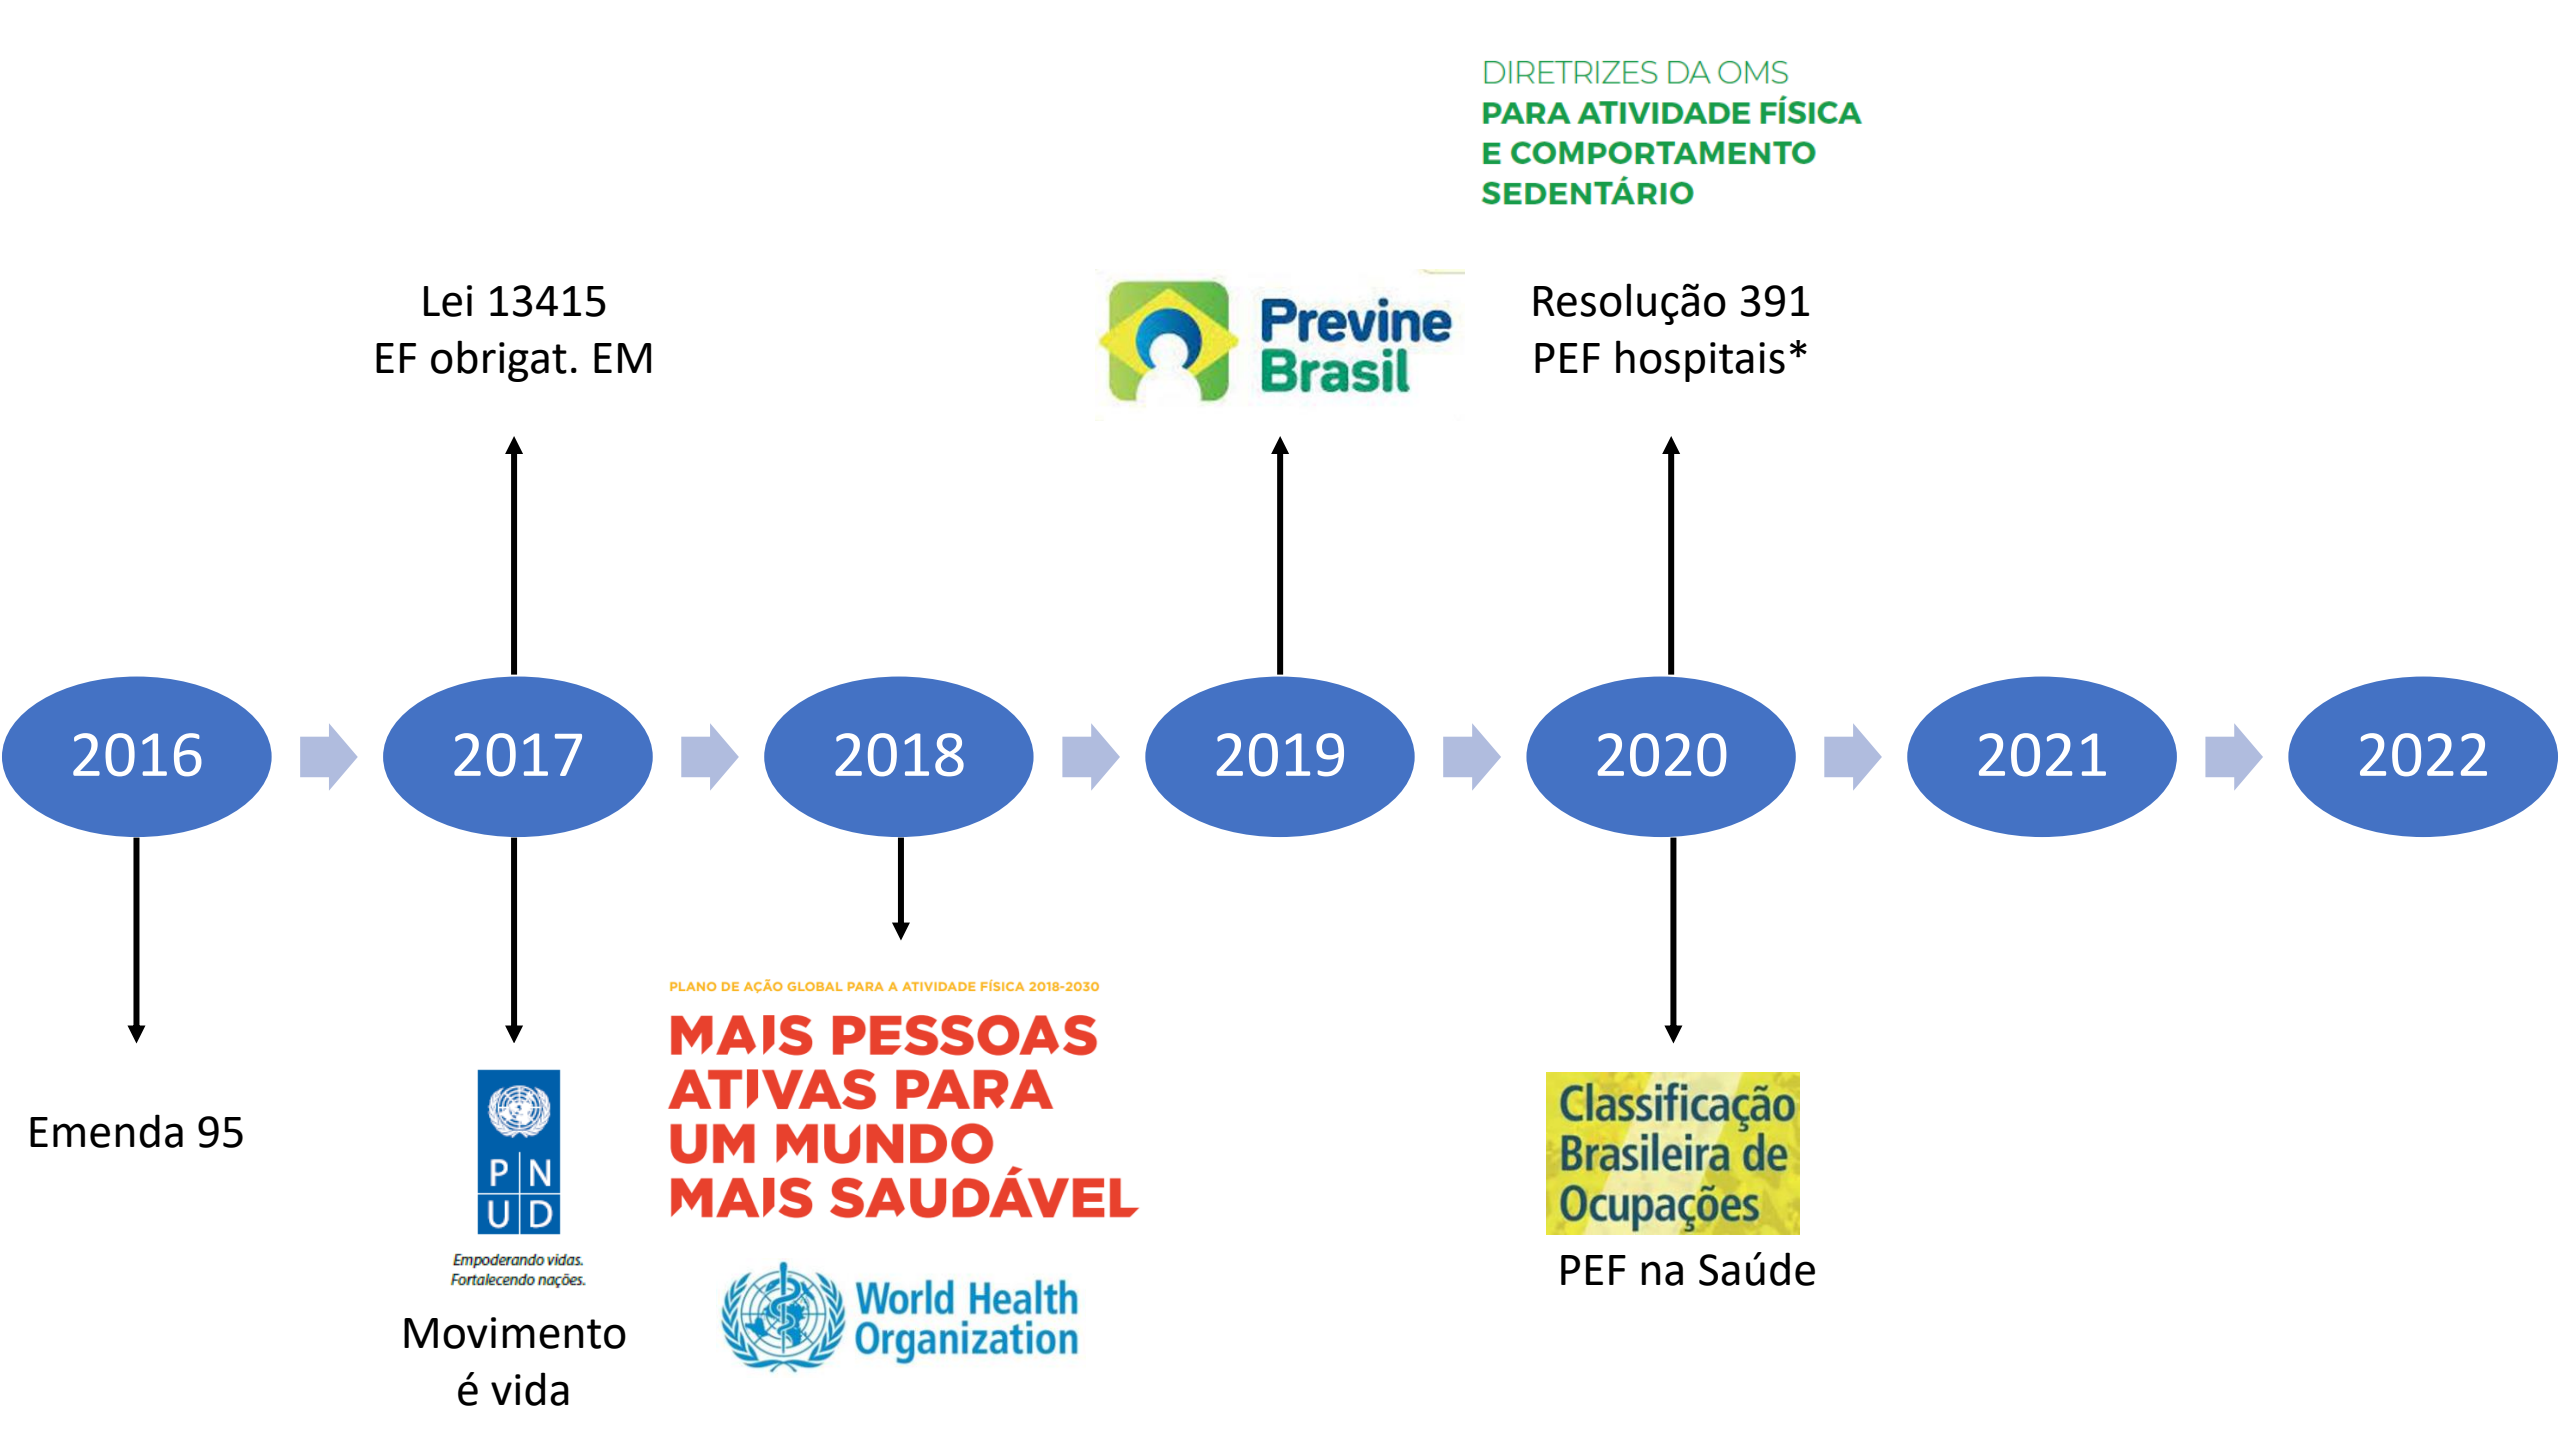 DIRETRIZES DA OMS
PARA ATIVIDADE FÍSICA
E COMPORTAMENTO
SEDENTÁRIO
Lei 13415
EF obrigat. EM
Previne
Brasil
Resolução 391
PEF hospitais*
2016
2017
2018
2019
2020
2021
2022
Emenda 95
P N
U D
Empoderando vidas.
Fortalecendo nações.
Movimento
é vida
PLANO DE AÇÃO GLOBAL PARA A ATIVIDADE FÍSICA 2018-2030
MAIS PESSOAS
ATIVAS PARA
UM MUNDO
MAIS SAUDÁVEL
World Health
Organization
Classificação
Brasileira de
Ocupações
PEF na Saúde